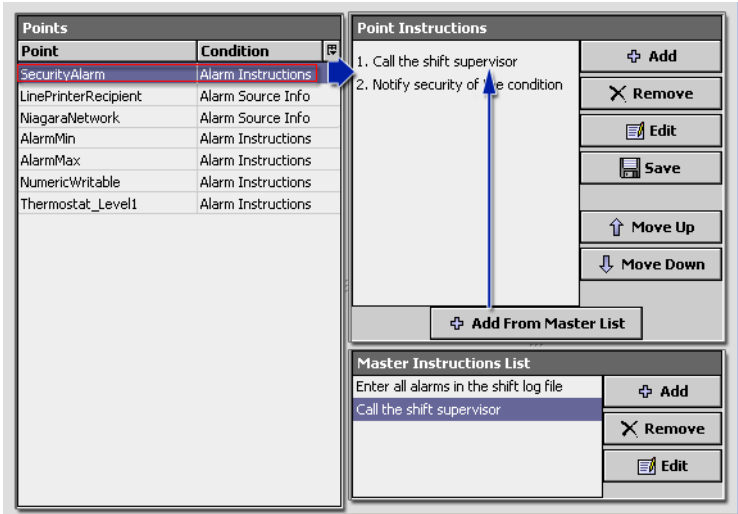 Points
Point Condition
SecurityAlarm Alarm Instructions
LinePrinterRecipient Alarm Source Info
NiagaraNetwork Alarm Source Info
AlarmMin Alarm Instructions
AlarmMax Alarm Instructions
NumericWritable Alarm Instructions
Thermostat_Level1 Alarm Instructions
Point Instructions
1. Call the shift supervisor
2. Notify security of the condition
Add
Remove
Edit
Save
Move Up
Move Down
Add From Master List
Master Instructions List
Enter all alarms in the shift log file
Call the shift supervisor
Add
Remove
Edit